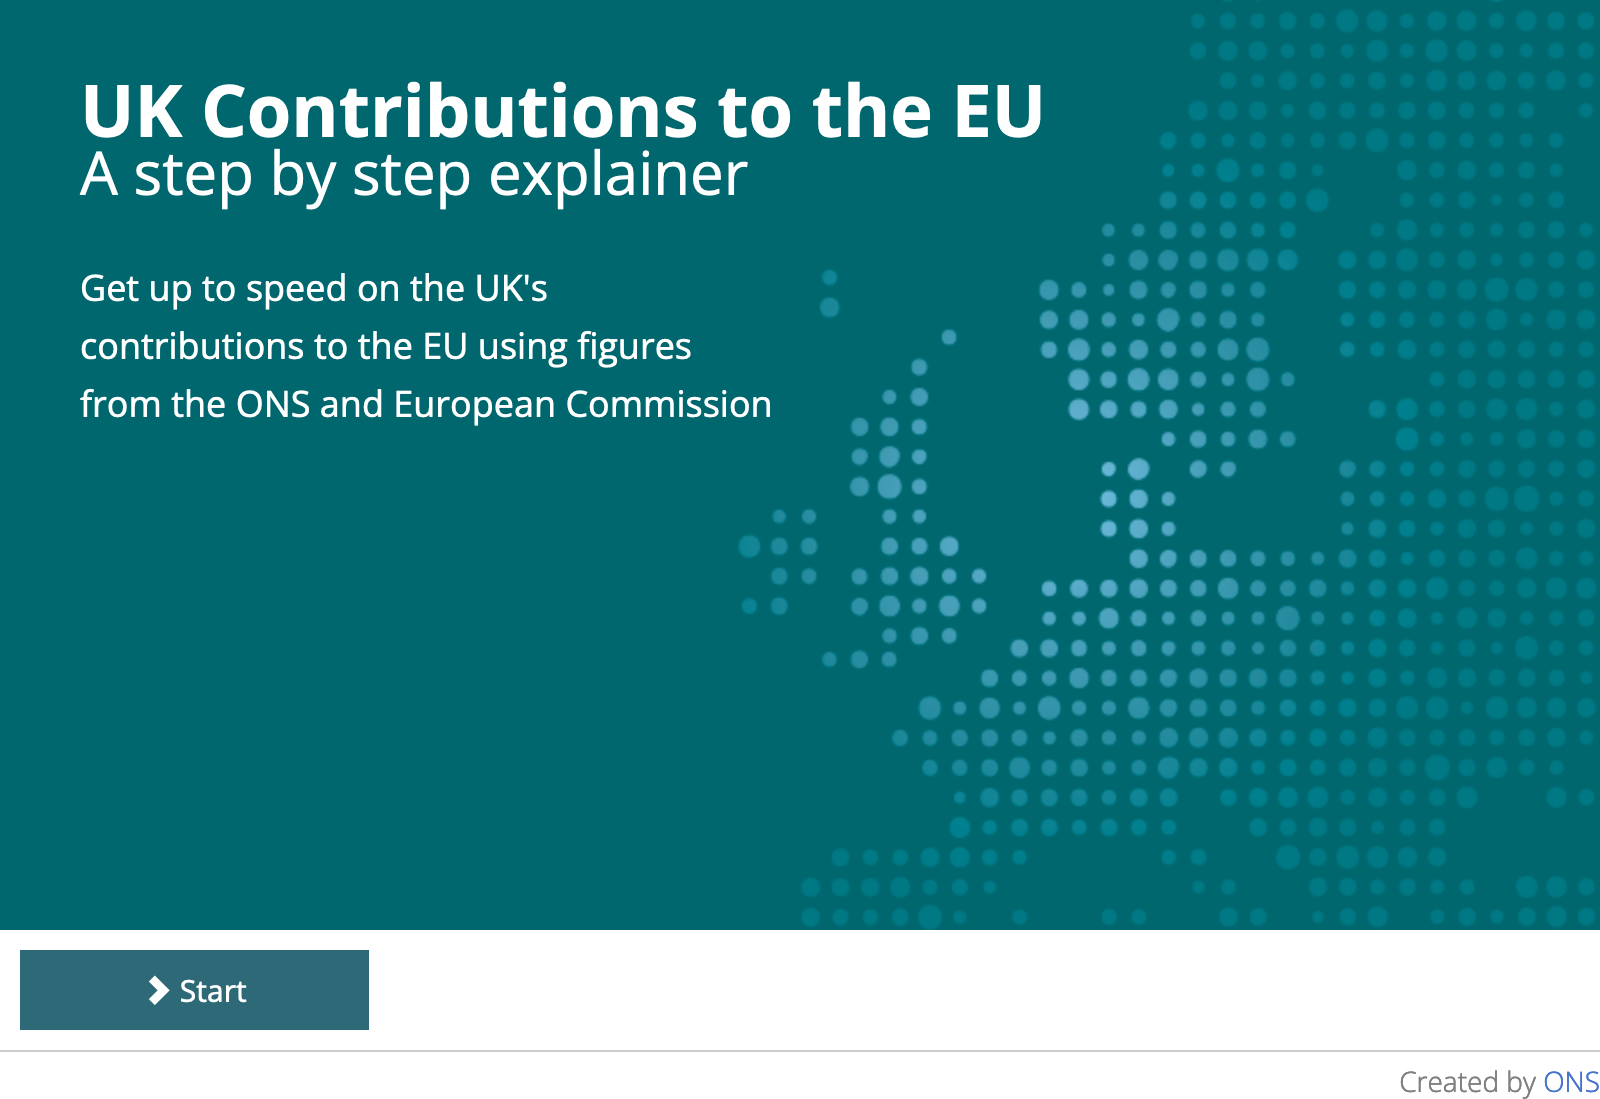 UK Contributions to the EU
A step by step explainer
Get up to speed on the UK's
contributions to the EU using figures
from the ONS and European Commission
Start
Created by ONS